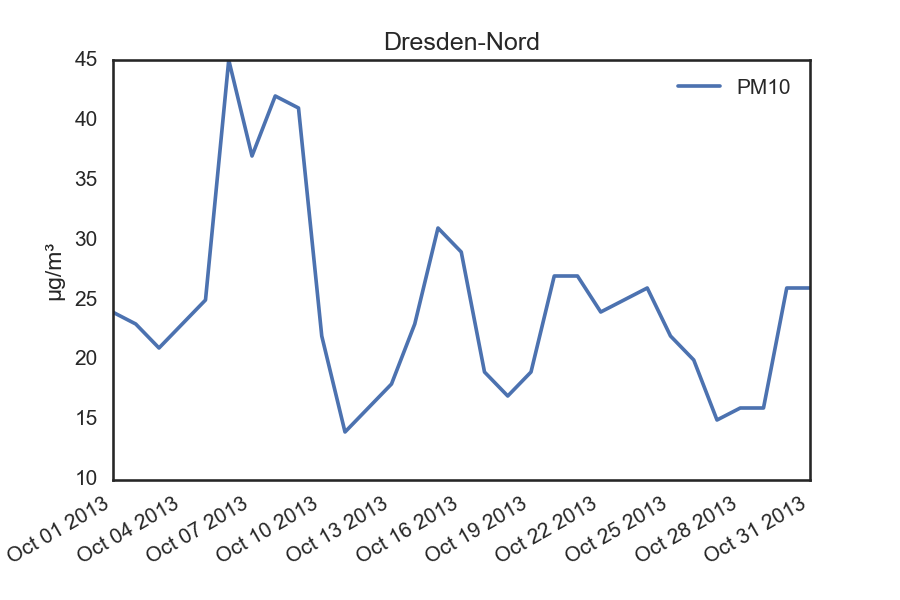 Dresden-Nord
PM10
µg/m³
45
40
35
30
25
20
15
10
Oct 01 2013
Oct 04 2013
Oct 07 2013
Oct 10 2013
Oct 13 2013
Oct 16 2013
Oct 19 2013
Oct 22 2013
Oct 25 2013
Oct 28 2013
Oct 31 2013